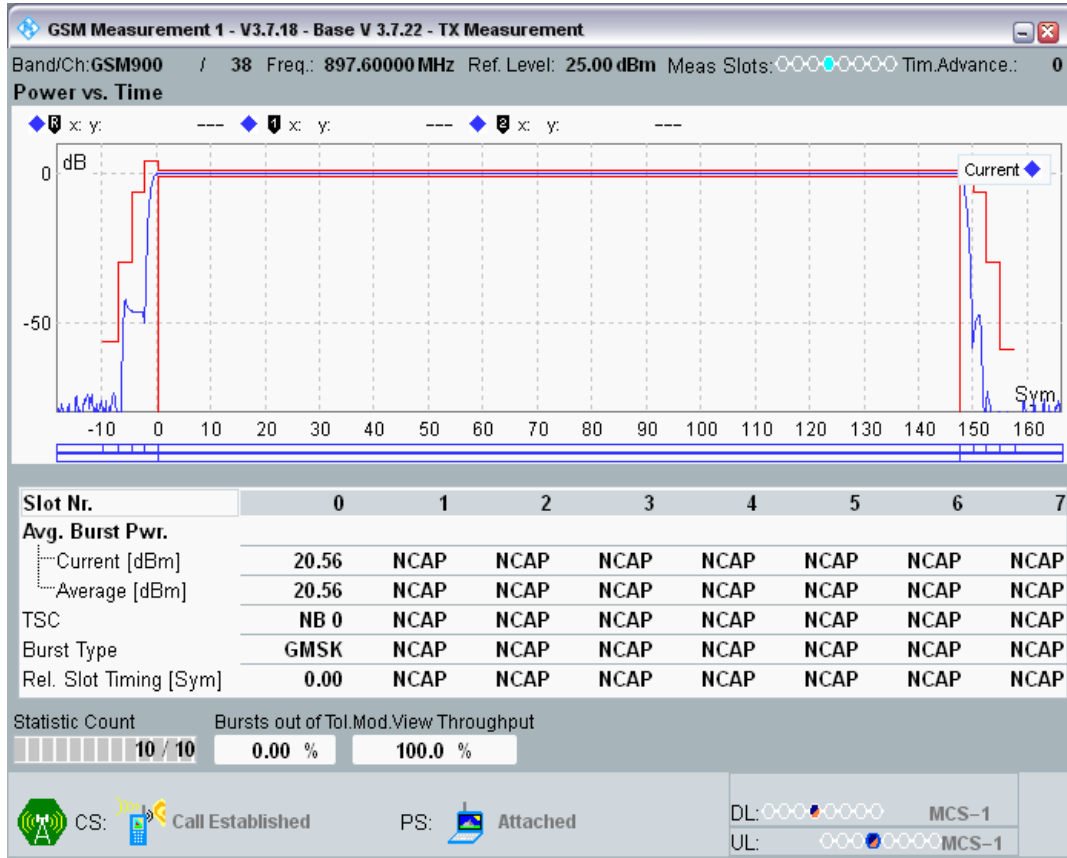 GSM Measurement 1 - V3.7.18 - Base V 3.7.22 - TX Measurement
Band/Ch:GSM900 / 38 Freq.: 897.60000 MHz Ref. Level: 25.00 dBm Meas Slots: Tim.Advance.: 0
Power vs. Time
R x: y: --- 1 x: y: --- 2 x: y: ---
dB
Current
0
-50
Sym
-10 0 10 20 30 40 50 60 70 80 90 100 110 120 130 140 150 160
Slot Nr. 0 1 2 3 4 5 6 7
Avg. Burst Pwr.
Current [dBm] 20.56 NCAP NCAP NCAP NCAP NCAP NCAP NCAP
Average [dBm] 20.56 NCAP NCAP NCAP NCAP NCAP NCAP NCAP
TSC NB 0 NCAP NCAP NCAP NCAP NCAP NCAP NCAP
Burst Type GMSK NCAP NCAP NCAP NCAP NCAP NCAP NCAP
Rel. Slot Timing [Sym] 0.00 NCAP NCAP NCAP NCAP NCAP NCAP NCAP
Statistic Count Bursts out of Tol. Mod.View Throughput
10 / 10 0.00 % 100.0 %
CS: Call Established PS: Attached
DL: MCS-1
UL: MCS-1